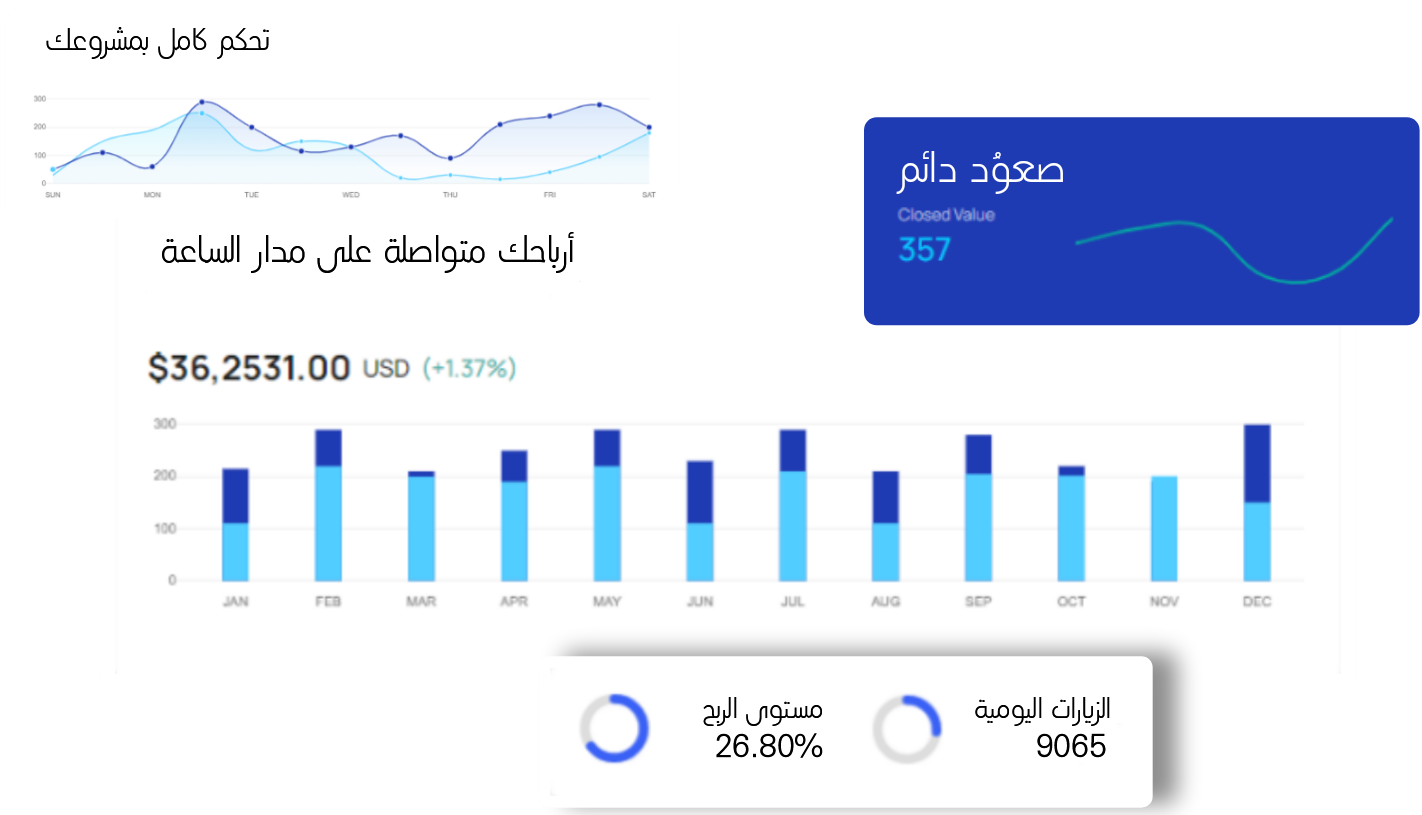 تحكم كامل بمشروعك
300
200
100
0
SUN MON TUE WED THU FRI SAT
صعوُد دائم
Closed Value
357
أرباحك متواصلة على مدار الساعة
$36,2531.00 USD (+1.37%)
300
200
100
0
JAN FEB MAR APR MAY JUN JUL AUG SEP OCT NOV DEC
الزيارات اليومية
9065
مستوى الربح
26.80%